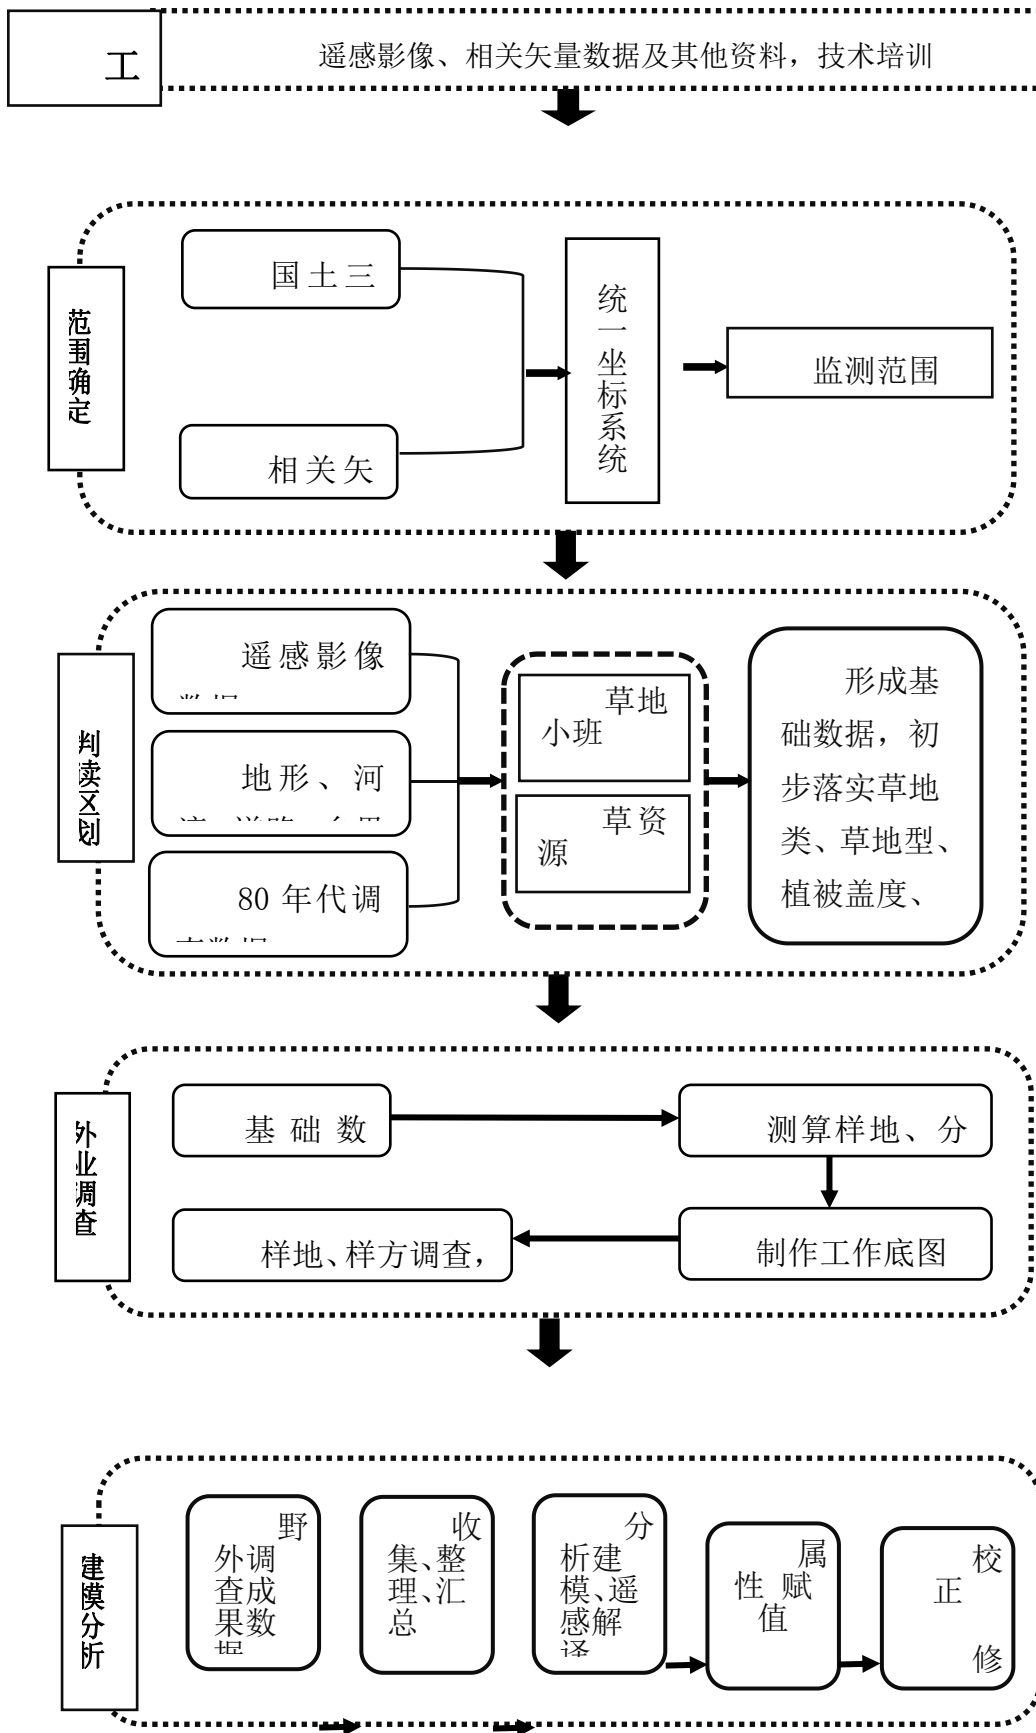 工
遥感影像、相关矢量数据及其他资料，技术培训
范围确定
国土三
相关矢
统一坐标系统
监测范围
判读区划
遥感影像
地形、河
80 年代调
草地
小班
草资
源
形成基
础数据，初
步落实草地
类、草地型、
植被盖度、
外业调查
基础数
测算样地、分
样地、样方调查，
制作工作底图
建模分析
野
外调
查成
果数
收
集、整
理、汇
总
分
析建
模、遥
感解
译
属
性 赋
值
校
正
修